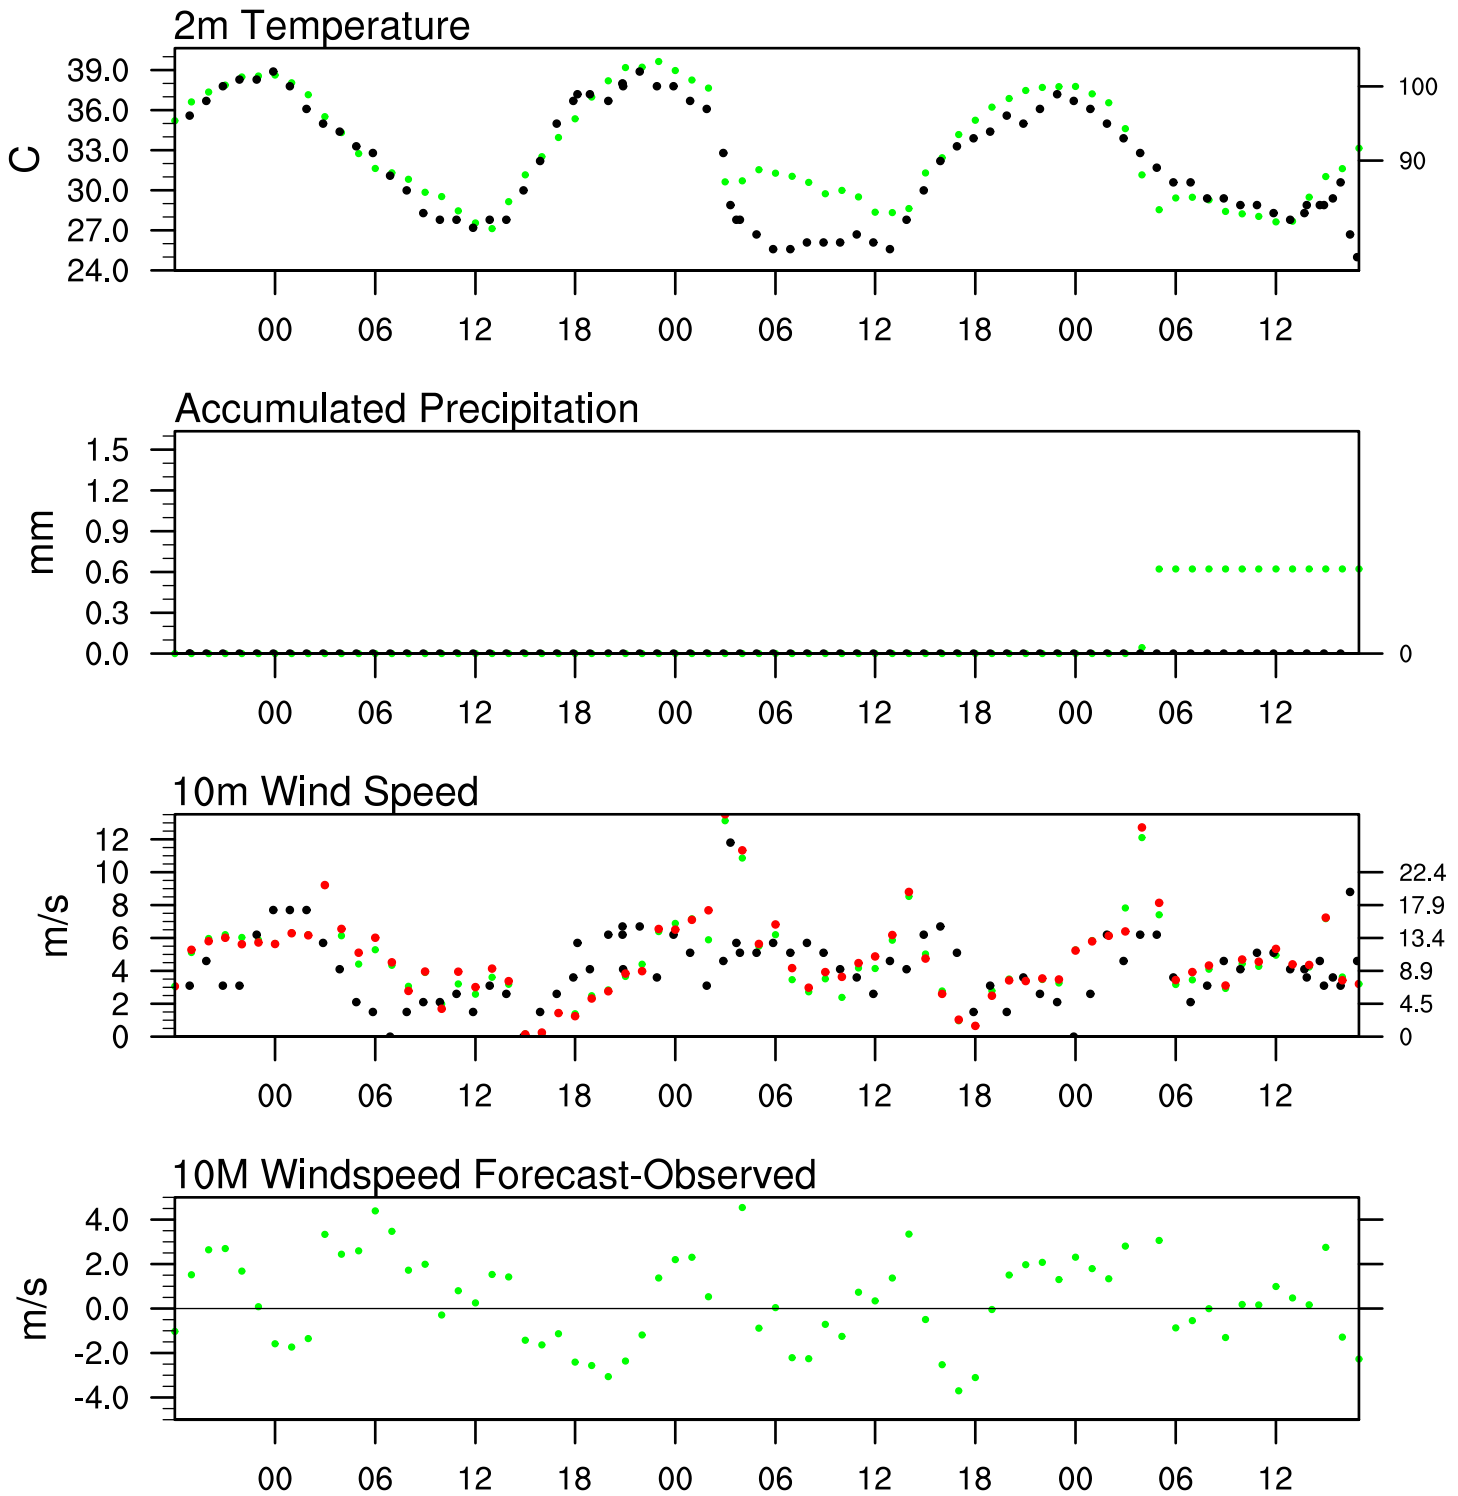 2m Temperature
39.0
36.0
33.0
30.0
27.0
24.0
C
100
90
00 06 12 18 00 06 12 18 00 06 12
Accumulated Precipitation
1.5
1.2
0.9
0.6
0.3
0.0
mm
0
00 06 12 18 00 06 12 18 00 06 12
10m Wind Speed
12
10
8
6
4
2
0
m/s
22.4
17.9
13.4
8.9
4.5
0
00 06 12 18 00 06 12 18 00 06 12
10M Windspeed Forecast-Observed
4.0
2.0
0.0
-2.0
-4.0
m/s
00 06 12 18 00 06 12 18 00 06 12